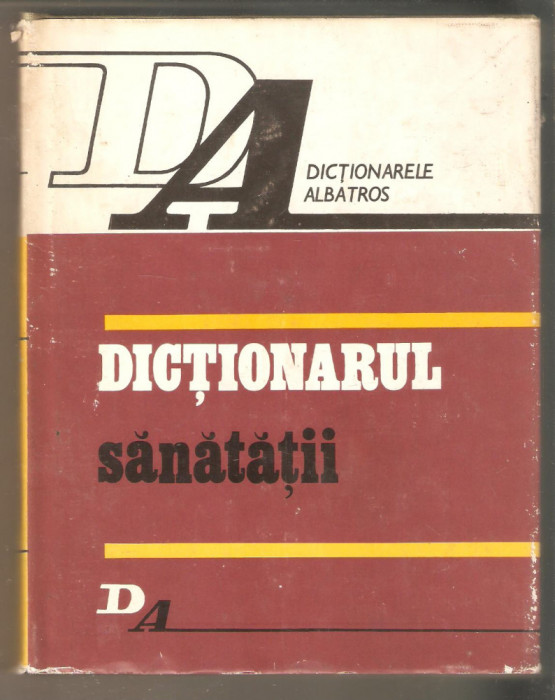 DA
DICȚIONARELE
ALBATROS
DICȚIONARUL
sănătății
DA